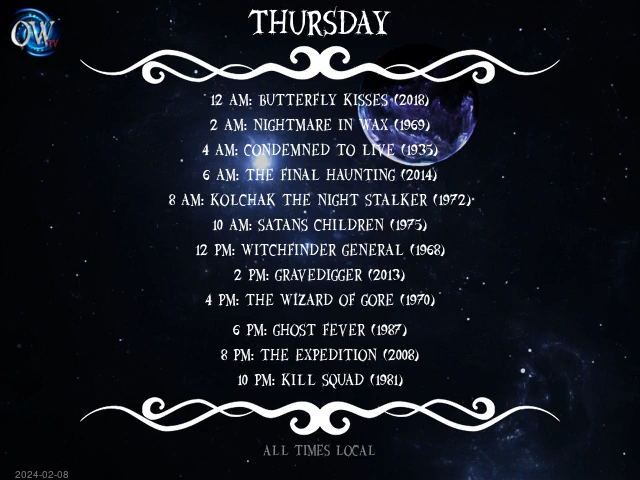 THURSDAY
OW TV
12 AM: BUTTERFLY KISSES (2018)
2 AM: NIGHTMARE IN WAX (1969)
4 AM: CONDEMNED TO LIVE (1935)
6 AM: THE FINAL HAUNTING (2014)
8 AM: KOLCHAK THE NIGHT STALKER (1972)
10 AM: SATANS CHILDREN (1975)
12 PM: WITCHFINDER GENERAL (1968)
2 PM: GRAVEDIGGER (2013)
4 PM: THE WIZARD OF GORE (1970)
6 PM: GHOST FEVER (1987)
8 PM: THE EXPEDITION (2008)
10 PM: KILL SQUAD (1981)
ALL TIMES LOCAL
2024-02-08